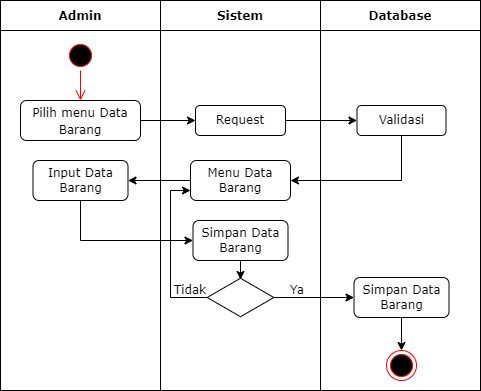 Admin
Sistem
Database
Pilih menu Data
Barang
Request
Validasi
Input Data
Barang
Menu Data
Barang
Simpan Data
Barang
Tidak
Ya
Simpan Data
Barang